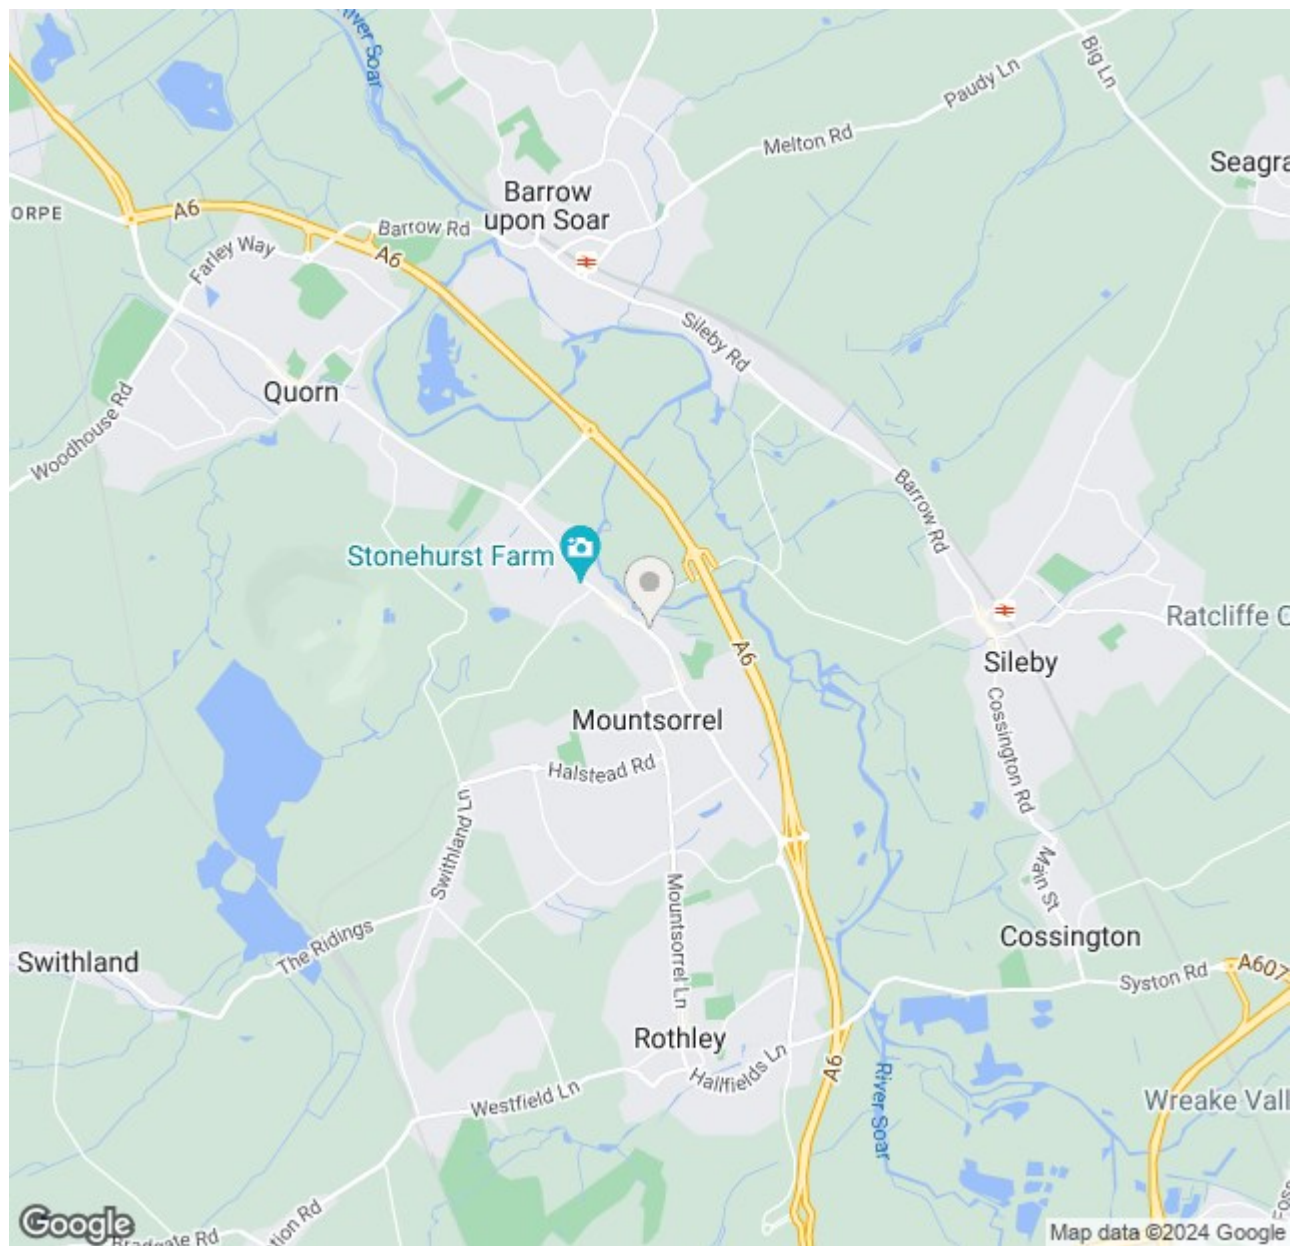 River Soar
Big Ln
Paudy Ln
Melton Rd
Seagra
Barrow
upon Soar
ORPE
A6
Barrow Rd
Farley Way
A6
Sileby Rd
Quorn
Woodhouse Rd
Barrow Rd
Stonehurst Farm
Ratcliffe C
A6
Sileby
Mountsorrel
Cossington Rd
Halstead Rd
Swithland Ln
Main St
Mountsorrel Ln
Cossington
The Ridings
Swithland
Syston Rd
A607
Rothley
Hallfields Ln
A6
River Soar
Westfield Ln
Wreake Vall
tion Rd
Bradgate Rd
Foss
Google
Map data ©2024 Google